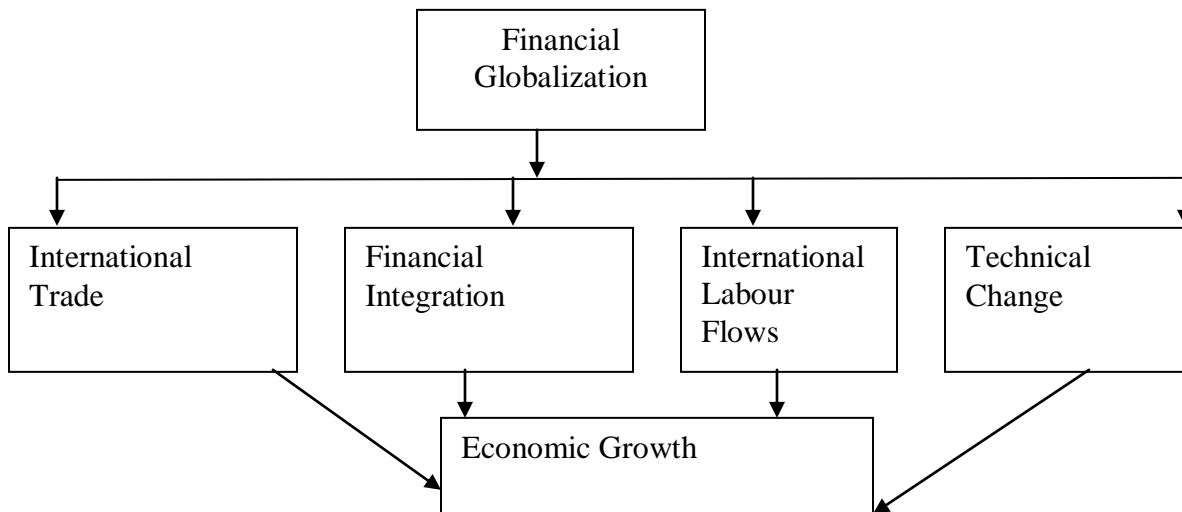 Financial
Globalization
International
Trade
Financial
Integration
International
Labour
Flows
Technical
Change
Economic Growth